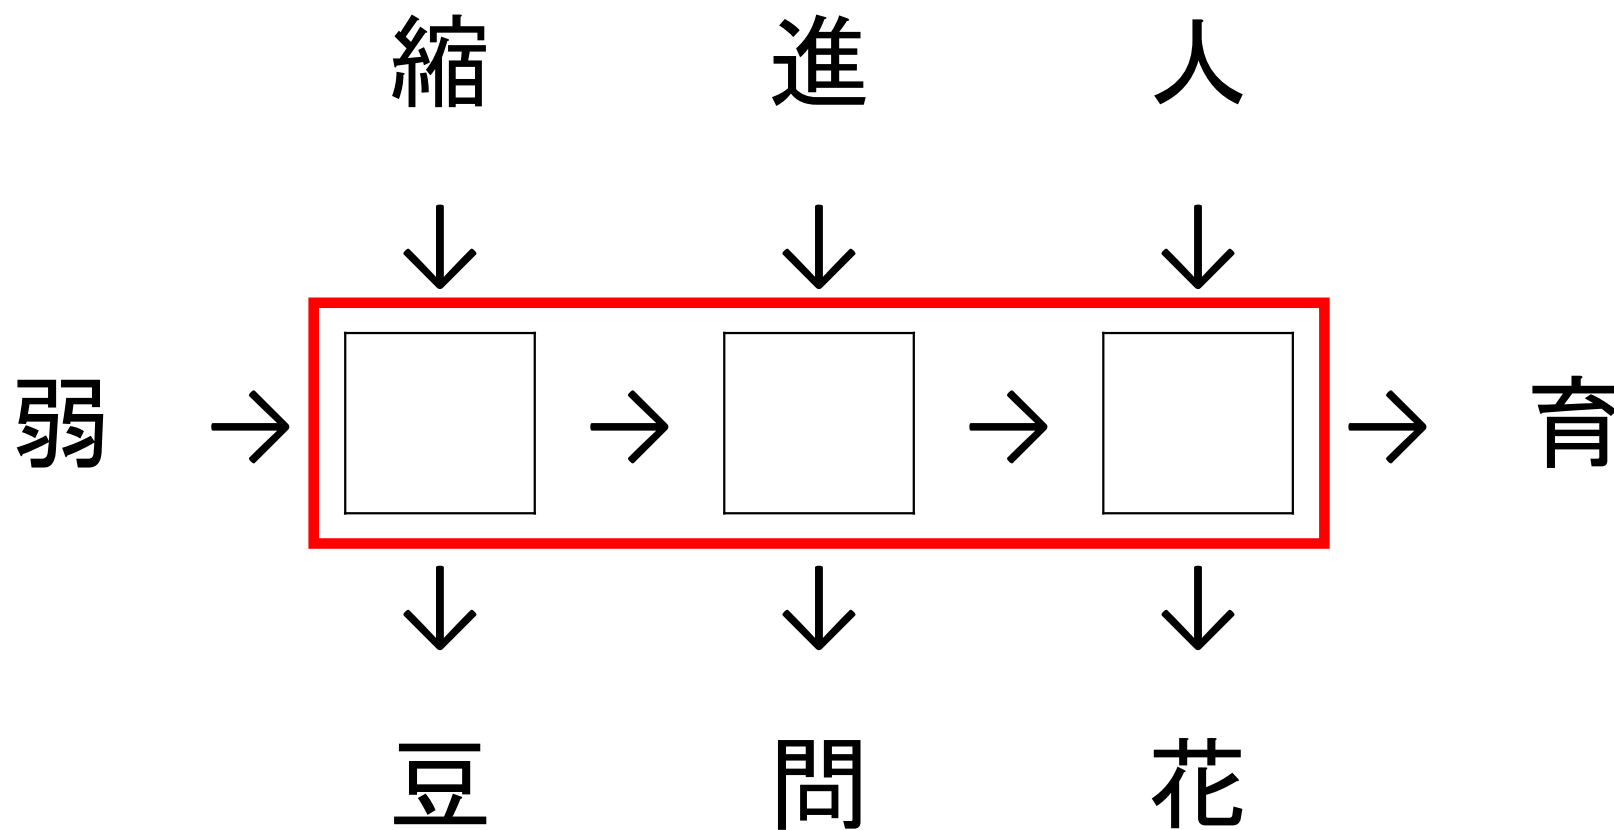 縮 進 人
↓ ↓ ↓
弱 → → → → 育
↓ ↓ ↓
豆 問 花